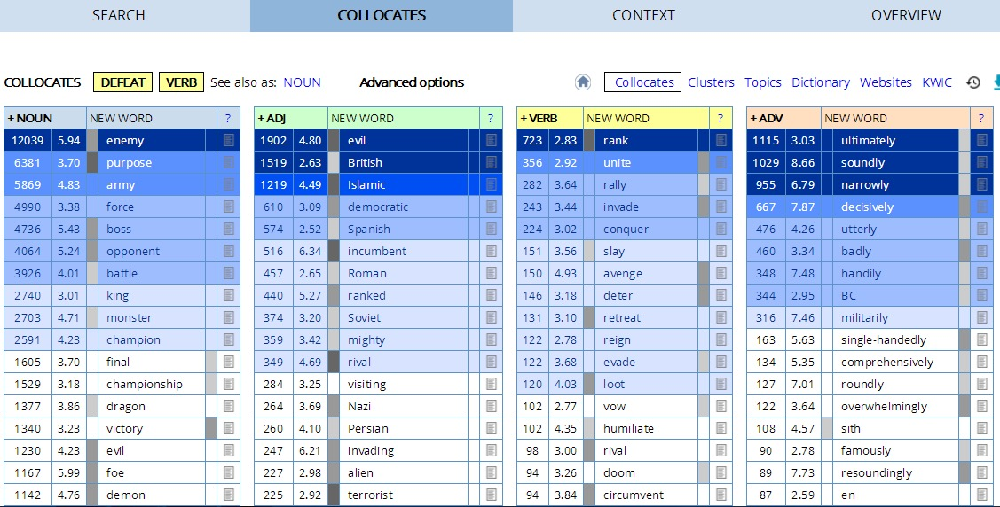 SEARCH COLLOCATES CONTEXT OVERVIEW
COLLOCATES DEFEAT VERB See also as: NOUN Advanced options Collocates Clusters Topics Dictionary Websites KWIC
+ NOUN NEW WORD ? + ADJ NEW WORD ? + VERB NEW WORD ? + ADV NEW WORD ?
12039 5.94 enemy 1902 4.80 evil 723 2.83 rank 1115 3.03 ultimately
6381 3.70 purpose 1519 2.63 British 356 2.92 unite 1029 8.66 soundly
5869 4.83 army 1219 4.49 Islamic 282 3.64 rally 955 6.79 narrowly
4990 3.38 force 610 3.09 democratic 243 3.44 invade 667 7.87 decisively
4736 5.43 boss 574 2.52 Spanish 224 3.02 conquer 476 4.26 utterly
4064 5.24 opponent 516 6.34 incumbent 151 3.56 slay 460 3.34 badly
3926 4.01 battle 457 2.65 Roman 150 4.93 avenge 348 7.48 handily
2740 3.01 king 440 5.27 ranked 146 3.18 deter 344 2.95 BC
2703 4.71 monster 374 3.20 Soviet 131 3.10 retreat 316 7.46 militarily
2591 4.23 champion 359 3.42 mighty 122 2.78 reign 163 5.63 single-handedly
1605 3.70 final 349 4.69 rival 122 3.68 evade 134 5.35 comprehensively
1529 3.18 championship 284 3.25 visiting 120 4.03 loot 127 7.01 roundly
1377 3.86 dragon 264 3.69 Nazi 102 2.77 vow 122 3.64 overwhelmingly
1340 3.23 victory 260 4.10 Persian 102 4.35 humiliate 108 4.57 sith
1230 4.23 evil 247 6.21 invading 98 3.00 rival 90 2.78 famously
1167 5.99 foe 227 2.98 alien 94 3.26 doom 89 7.73 resoundingly
1142 4.76 demon 225 2.92 terrorist 94 3.84 circumvent 87 2.59 en